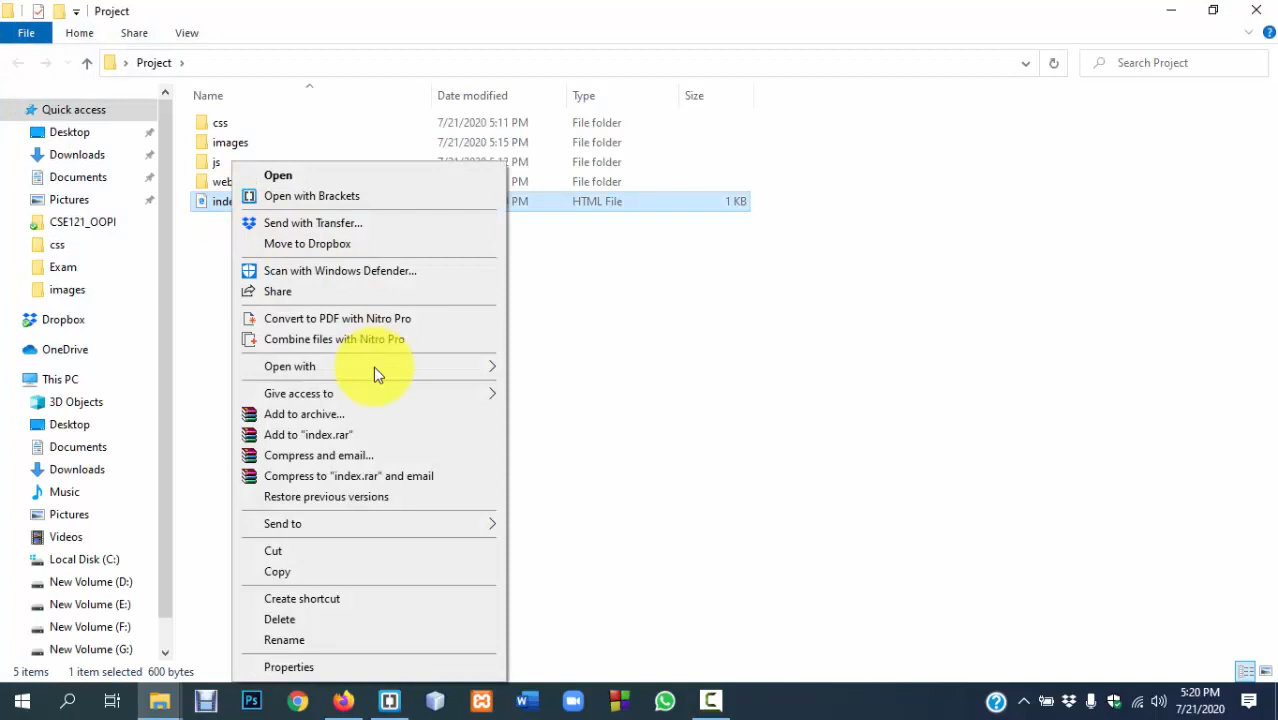 Project
File
Home
Share
View
Project
Search Project
Name
Date modified
Type
Size
Quick access
Desktop
Downloads
Documents
Pictures
CSE121_OOPI
css
Exam
images
Dropbox
OneDrive
This PC
3D Objects
Desktop
Documents
Downloads
Music
Pictures
Videos
Local Disk (C:)
New Volume (D:)
New Volume (E:)
New Volume (F:)
New Volume (G:)
css 7/21/2020 5:11 PM File folder
images 7/21/2020 5:15 PM File folder
js File folder
PM File folder
PM HTML File 1 KB
Open
Open with Brackets
Send with Transfer...
Move to Dropbox
Scan with Windows Defender...
Share
Convert to PDF with Nitro Pro
Combine files with Nitro Pro
Open with
Give access to
Add to archive...
Add to "index.rar"
Compress and email...
Compress to "index.rar" and email
Restore previous versions
Send to
Cut
Copy
Create shortcut
Delete
Rename
Properties
5 items 1 item selected 600 bytes
5:20 PM
7/21/2020